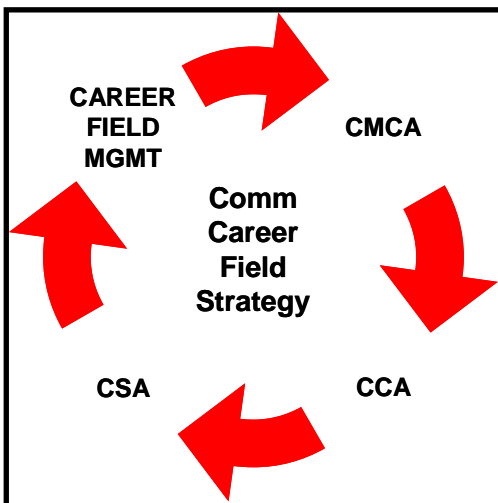 CAREER
FIELD
MGMT
CMCA
Comm
Career
Field
Strategy
CSA
CCA